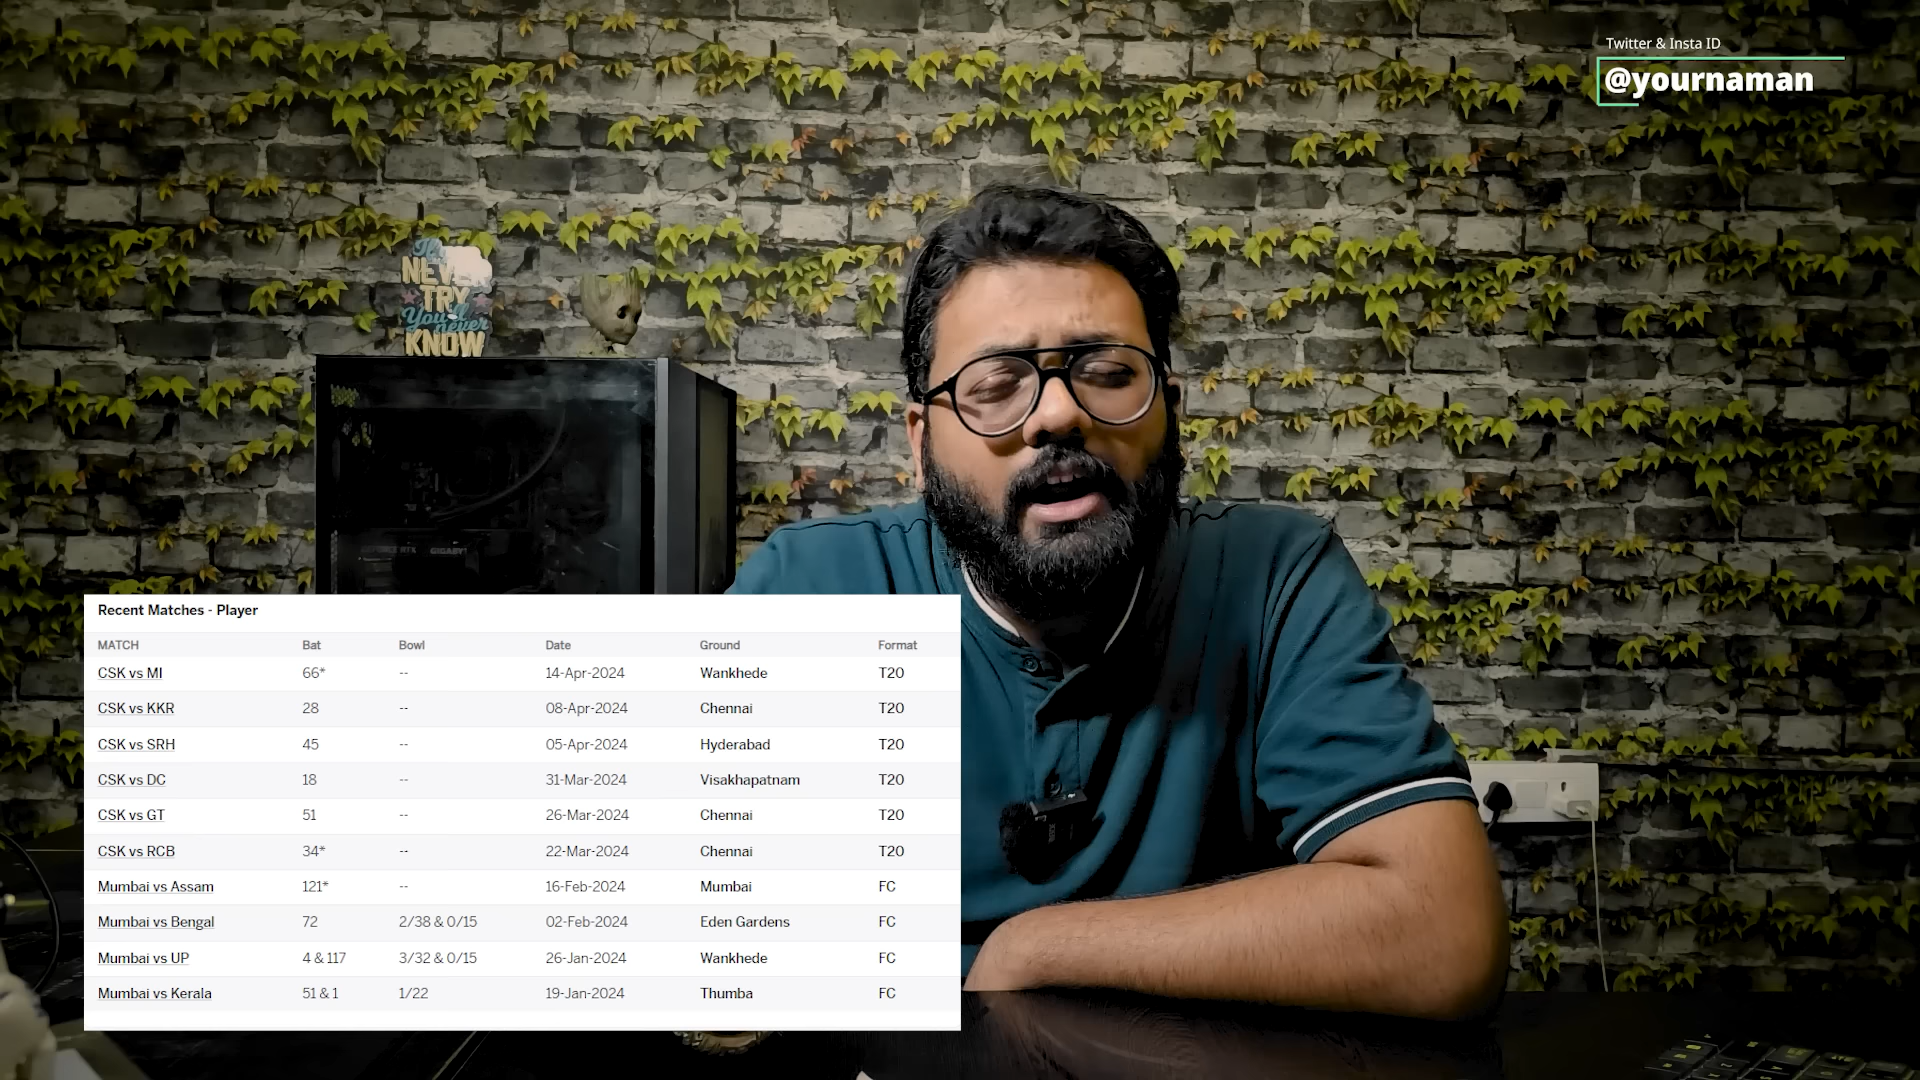 Twitter & Insta ID
@yournaman
NEVER
TRY
You'll
never
KNOW
GEFORCE RTX GIGABYTE
Recent Matches - Player
MATCH Bat Bowl Date Ground Format
CSK vs MI 66* -- 14-Apr-2024 Wankhede T20
CSK vs KKR 28 -- 08-Apr-2024 Chennai T20
CSK vs SRH 45 -- 05-Apr-2024 Hyderabad T20
CSK vs DC 18 -- 31-Mar-2024 Visakhapatnam T20
CSK vs GT 51 -- 26-Mar-2024 Chennai T20
CSK vs RCB 34* -- 22-Mar-2024 Chennai T20
Mumbai vs Assam 121* -- 16-Feb-2024 Mumbai FC
Mumbai vs Bengal 72 2/38 & 0/15 02-Feb-2024 Eden Gardens FC
Mumbai vs UP 4 & 117 3/32 & 0/15 26-Jan-2024 Wankhede FC
Mumbai vs Kerala 51 & 1 1/22 19-Jan-2024 Thumba FC